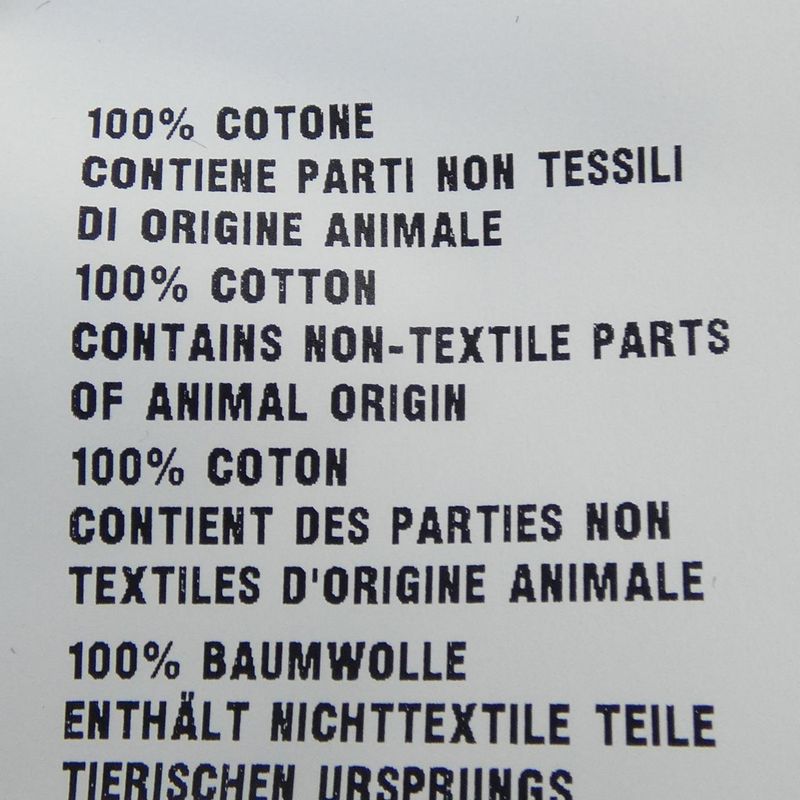 100% COTONE
CONTIENE PARTI NON TESSILI
DI ORIGINE ANIMALE
100% COTTON
CONTAINS NON-TEXTILE PARTS
OF ANIMAL ORIGIN
100% COTON
CONTIENT DES PARTIES NON
TEXTILES D'ORIGINE ANIMALE
100% BAUMWOLLE
ENTHÄLT NICHTTEXTILE TEILE
TIERISCHEN URSPRUNGS